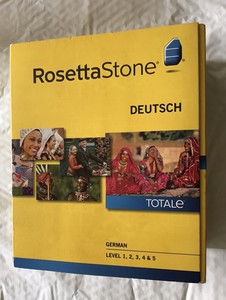 RosettaStone®
DEUTSCH
TOTALe
GERMAN
LEVEL 1, 2, 3, 4 & 5